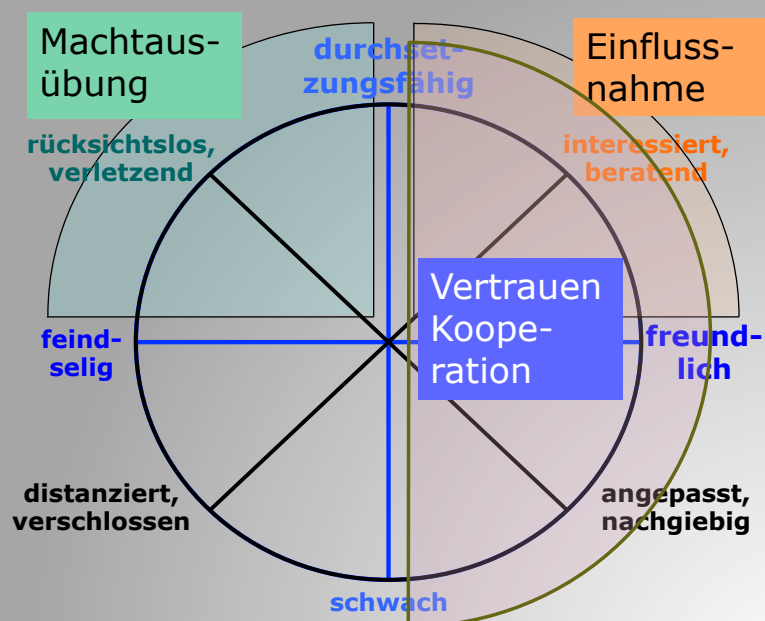 Machtaus-
übung
durchset-
zungsfähig
Einfluss-
nahme
rücksichtslos,
verletzend
interessiert,
beratend
Vertrauen
Koope-
ration
feind-
selig
freund-
lich
distanziert,
verschlossen
angepasst,
nachgiebig
schwach